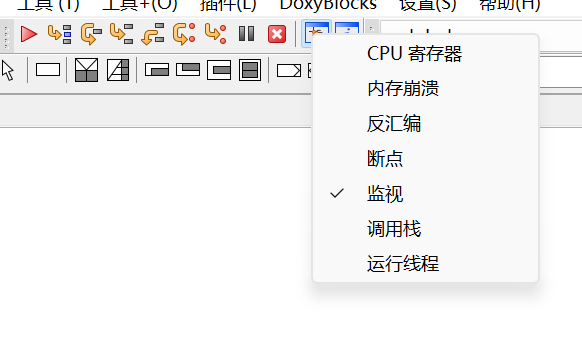 工具 (T) 工具+(O) 插件(L) DoxyBlocks 设置(S) 帮助(H)
CPU 寄存器
内存崩溃
反汇编
断点
监视
调用栈
运行线程